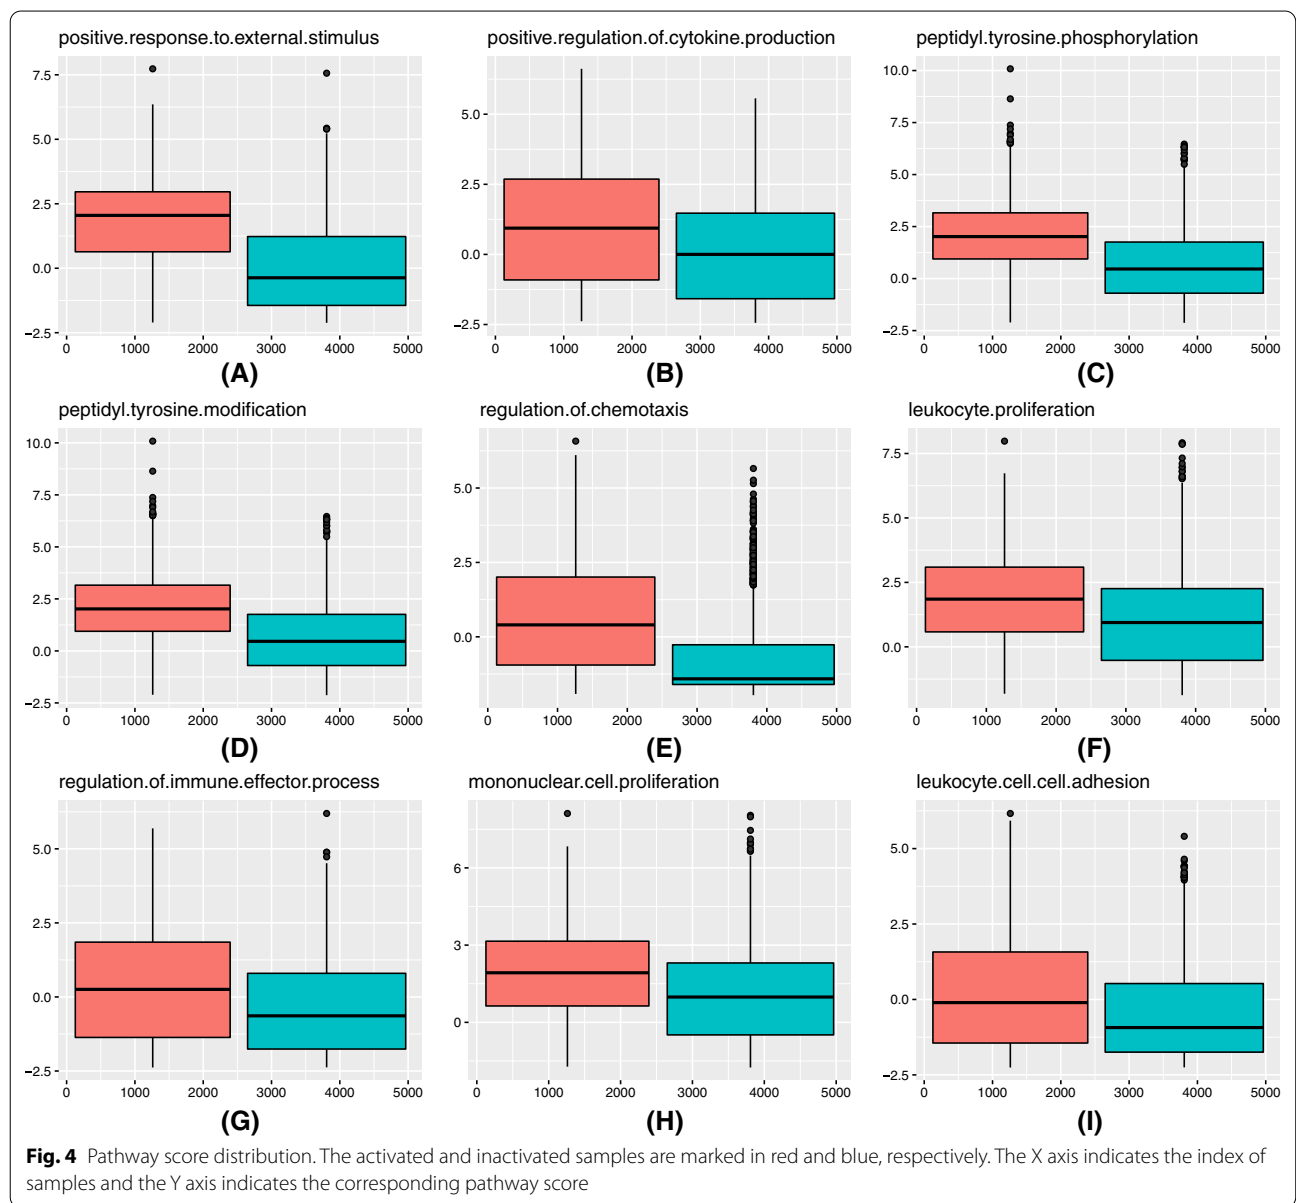 positive.response.to.external.stimulus
7.5
5.0
2.5
0.0
−2.5
0 1000 2000 3000 4000 5000
(A)
positive.regulation.of.cytokine.production
5.0
2.5
0.0
−2.5
0 1000 2000 3000 4000 5000
(B)
peptidyl.tyrosine.phosphorylation
10.0
7.5
5.0
2.5
0.0
−2.5
0 1000 2000 3000 4000 5000
(C)
peptidyl.tyrosine.modification
10.0
7.5
5.0
2.5
0.0
−2.5
0 1000 2000 3000 4000 5000
(D)
regulation.of.chemotaxis
5.0
2.5
0.0
0 1000 2000 3000 4000 5000
(E)
leukocyte.proliferation
7.5
5.0
2.5
0.0
0 1000 2000 3000 4000 5000
(F)
regulation.of.immune.effector.process
5.0
2.5
0.0
−2.5
0 1000 2000 3000 4000 5000
(G)
mononuclear.cell.proliferation
6
3
0
0 1000 2000 3000 4000 5000
(H)
leukocyte.cell.cell.adhesion
5.0
2.5
0.0
−2.5
0 1000 2000 3000 4000 5000
(I)
Fig. 4 Pathway score distribution. The activated and inactivated samples are marked in red and blue, respectively. The X axis indicates the index of
samples and the Y axis indicates the corresponding pathway score